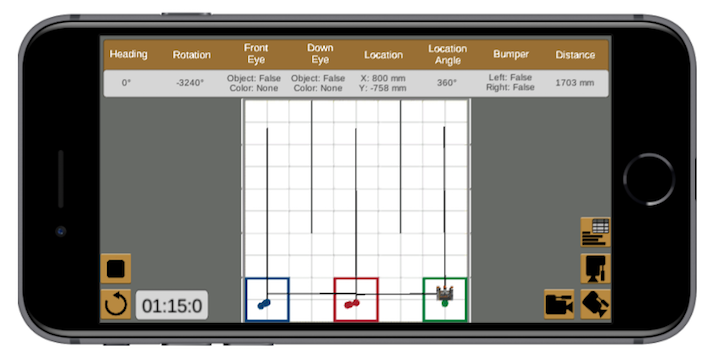 Heading Rotation Front Eye Down Eye Location Location Angle Bumper Distance
0° -3240° Object: False Color: None Object: False Color: None X: 800 mm Y: -758 mm 360° Left: False Right: False 1703 mm
01:15:0